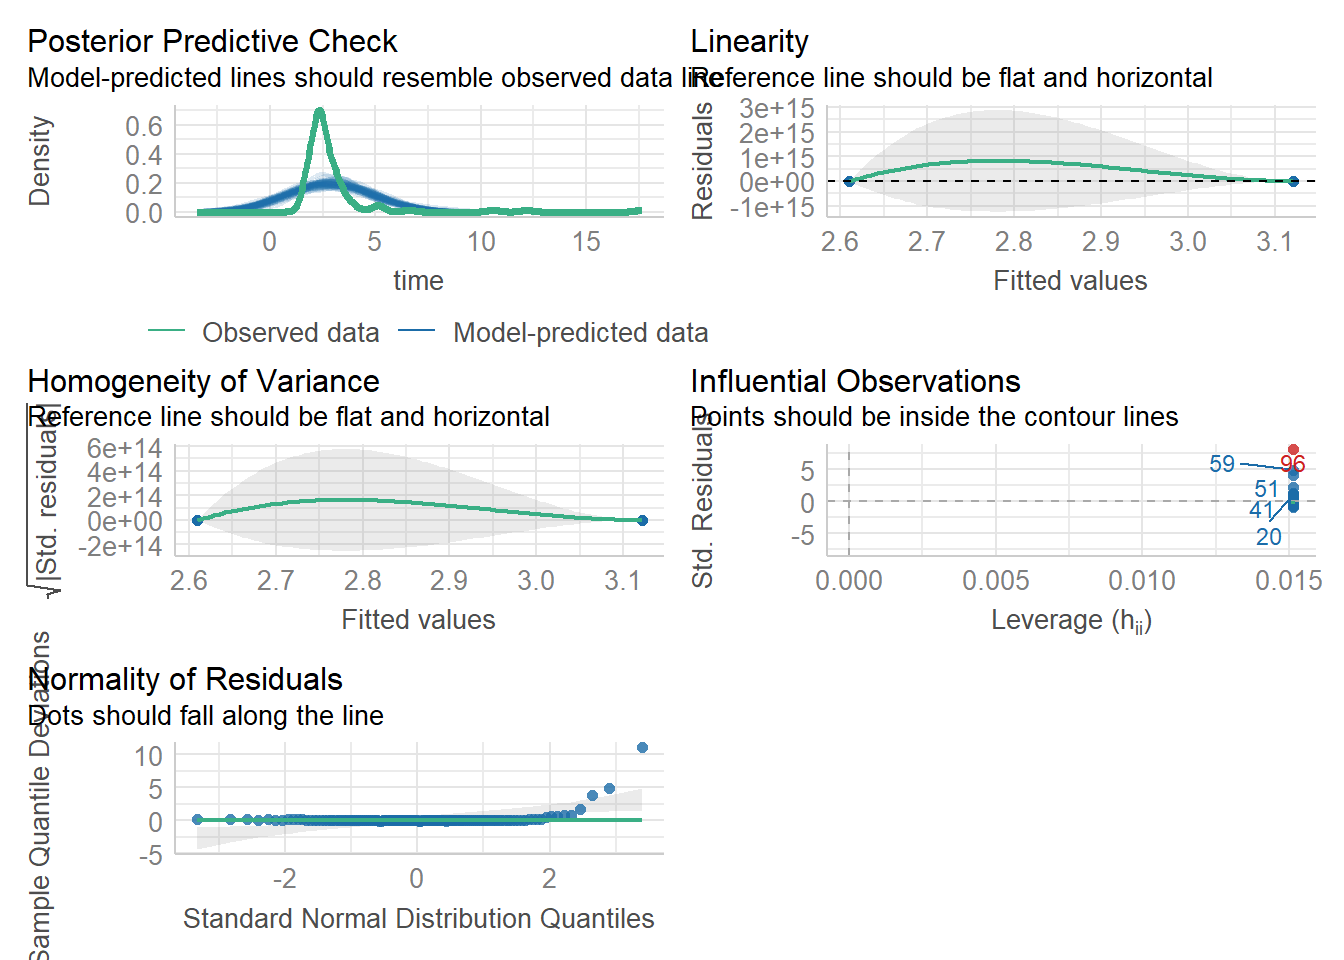 Posterior Predictive Check
Model-predicted lines should resemble observed data line
Density
0.6
0.4
0.2
0.0
0 5 10 15
time
Observed data Model-predicted data
Linearity
Reference line should be flat and horizontal
Residuals
3e+15
2e+15
1e+15
0e+00
-1e+15
2.6 2.7 2.8 2.9 3.0 3.1
Fitted values
Homogeneity of Variance
Reference line should be flat and horizontal
√|Std. residuals|
6e+14
4e+14
2e+14
0e+00
-2e+14
2.6 2.7 2.8 2.9 3.0 3.1
Fitted values
Influential Observations
Points should be inside the contour lines
Std. Residuals
5
0
-5
59
96
51
41
20
0.000 0.005 0.010 0.015
Leverage (hii)
Normality of Residuals
Dots should fall along the line
Sample Quantile Deviations
10
5
0
-5
-2 0 2
Standard Normal Distribution Quantiles